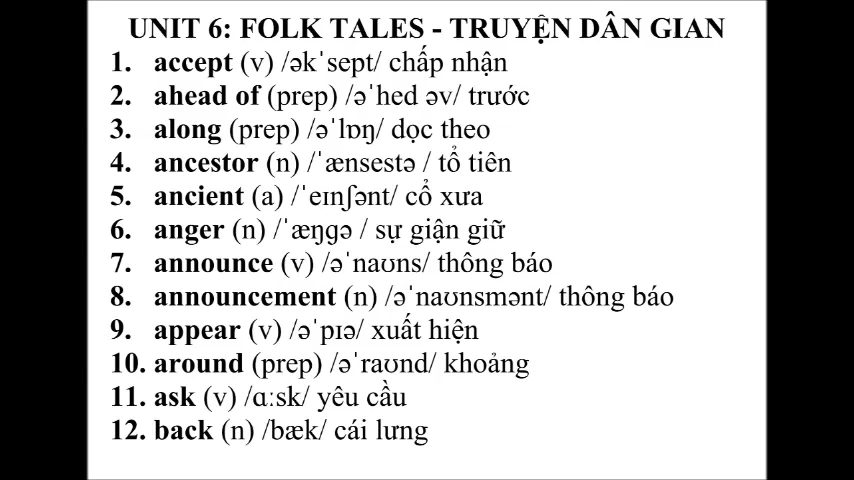 UNIT 6: FOLK TALES - TRUYỆN DÂN GIAN
1. accept (v) /əkˈsept/ chấp nhận
2. ahead of (prep) /əˈhed əv/ trước
3. along (prep) /əˈlɒŋ/ dọc theo
4. ancestor (n) /ˈænsestə / tổ tiên
5. ancient (a) /ˈeɪnʃənt/ cổ xưa
6. anger (n) /ˈæŋɡə / sự giận giữ
7. announce (v) /əˈnaʊns/ thông báo
8. announcement (n) /əˈnaʊnsmənt/ thông báo
9. appear (v) /əˈpɪə/ xuất hiện
10. around (prep) /əˈraʊnd/ khoảng
11. ask (v) /ɑːsk/ yêu cầu
12. back (n) /bæk/ cái lưng